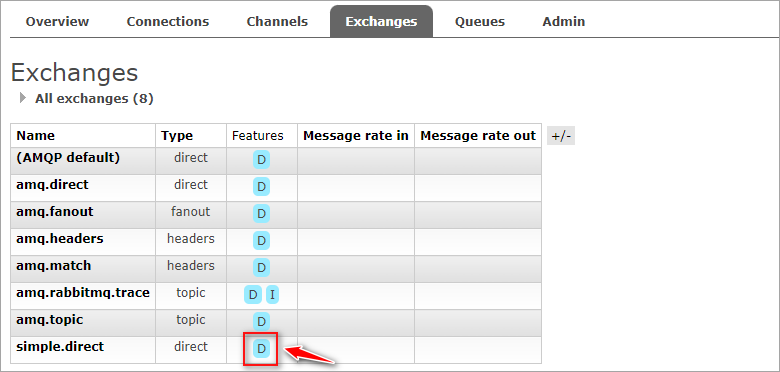 Overview Connections Channels Exchanges Queues Admin
Exchanges
All exchanges (8)
Name Type Features Message rate in Message rate out +/-
(AMQP default) direct D
amq.direct direct D
amq.fanout fanout D
amq.headers headers D
amq.match headers D
amq.rabbitmq.trace topic D I
amq.topic topic D
simple.direct direct D